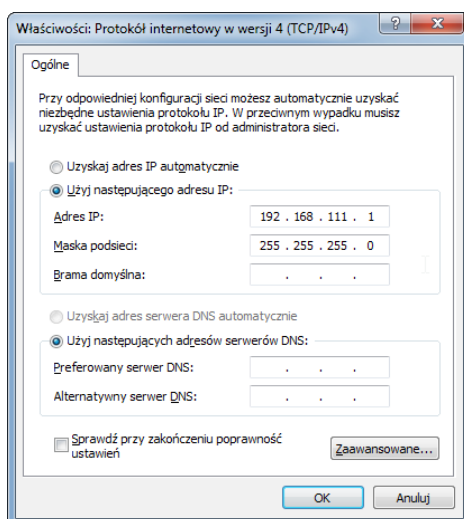 Właściwości: Protokół internetowy w wersji 4 (TCP/IPv4)
Ogólne
Przy odpowiedniej konfiguracji sieci możesz automatycznie uzyskać
niezbędne ustawienia protokołu IP. W przeciwnym wypadku musisz
uzyskać ustawienia protokołu IP od administratora sieci.
Uzyskaj adres IP automatycznie
Użyj następującego adresu IP:
Adres IP: 192 . 168 . 111 . 1
Maska podsieci: 255 . 255 . 255 . 0
Brama domyślna: . . .
Uzyskaj adres serwera DNS automatycznie
Użyj następujących adresów serwerów DNS:
Preferowany serwer DNS: . . .
Alternatywny serwer DNS: . . .
Sprawdź przy zakończeniu poprawność
ustawień
Zaawansowane...
OK Anuluj